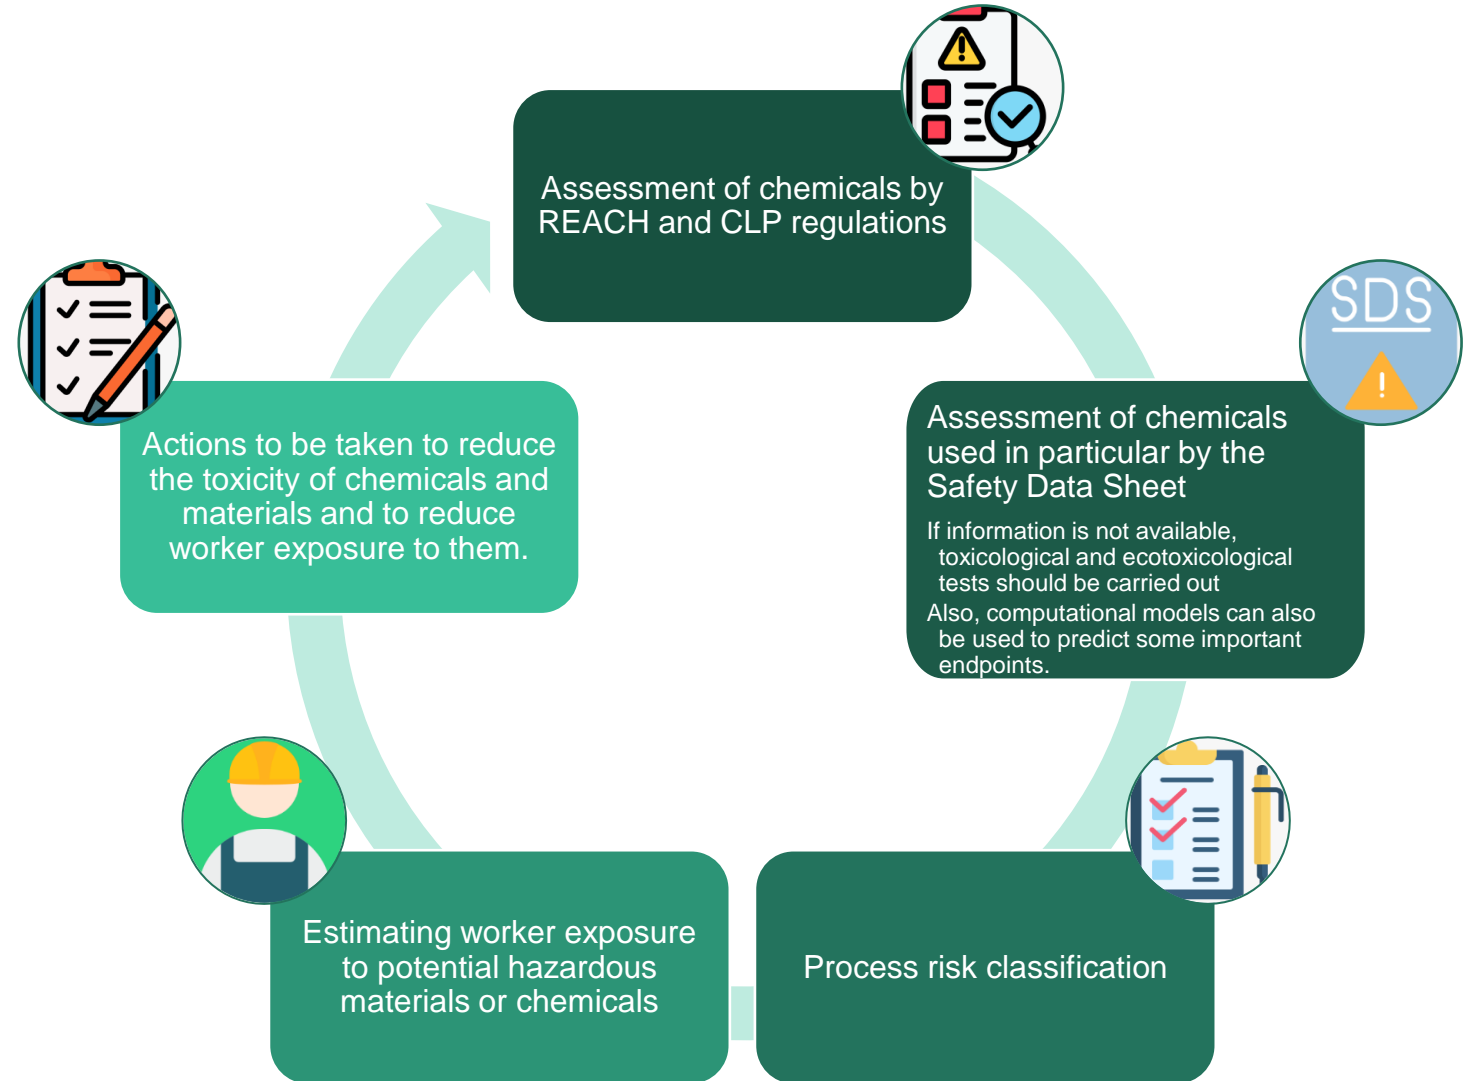 Assessment of chemicals by
REACH and CLP regulations
SDS
Assessment of chemicals
used in particular by the
Safety Data Sheet
If information is not available,
toxicological and ecotoxicological
tests should be carried out
Also, computational models can also
be used to predict some important
endpoints.
Process risk classification
Estimating worker exposure
to potential hazardous
materials or chemicals
Actions to be taken to reduce
the toxicity of chemicals and
materials and to reduce
worker exposure to them.